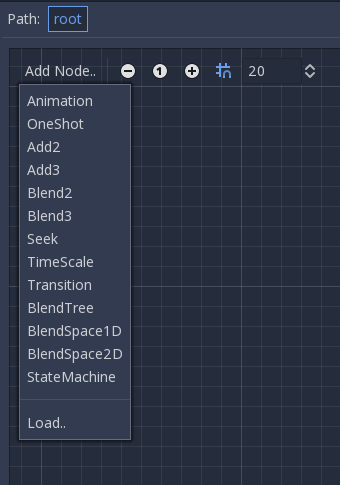 Path: root
Add Node.. 1 20
Animation
OneShot
Add2
Add3
Blend2
Blend3
Seek
TimeScale
Transition
BlendTree
BlendSpace1D
BlendSpace2D
StateMachine
Load..